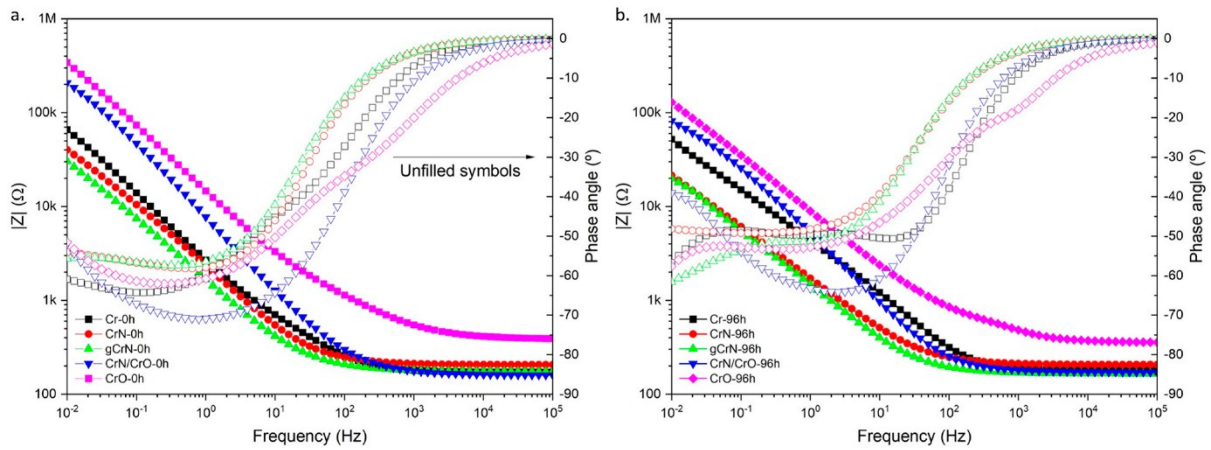 a.
1M
100k
10k
1k
100
|Z| (Ω)
10⁻² 10⁻¹ 10⁰ 10¹ 10² 10³ 10⁴ 10⁵
Frequency (Hz)
0
-10
-20
-30
-40
-50
-60
-70
-80
-90
Phase angle (°)
Unfilled symbols
Cr-0h
CrN-0h
gCrN-0h
CrN/CrO-0h
CrO-0h
b.
1M
100k
10k
1k
100
|Z| (Ω)
10⁻² 10⁻¹ 10⁰ 10¹ 10² 10³ 10⁴ 10⁵
Frequency (Hz)
0
-10
-20
-30
-40
-50
-60
-70
-80
-90
Phase angle (°)
Cr-96h
CrN-96h
gCrN-96h
CrN/CrO-96h
CrO-96h